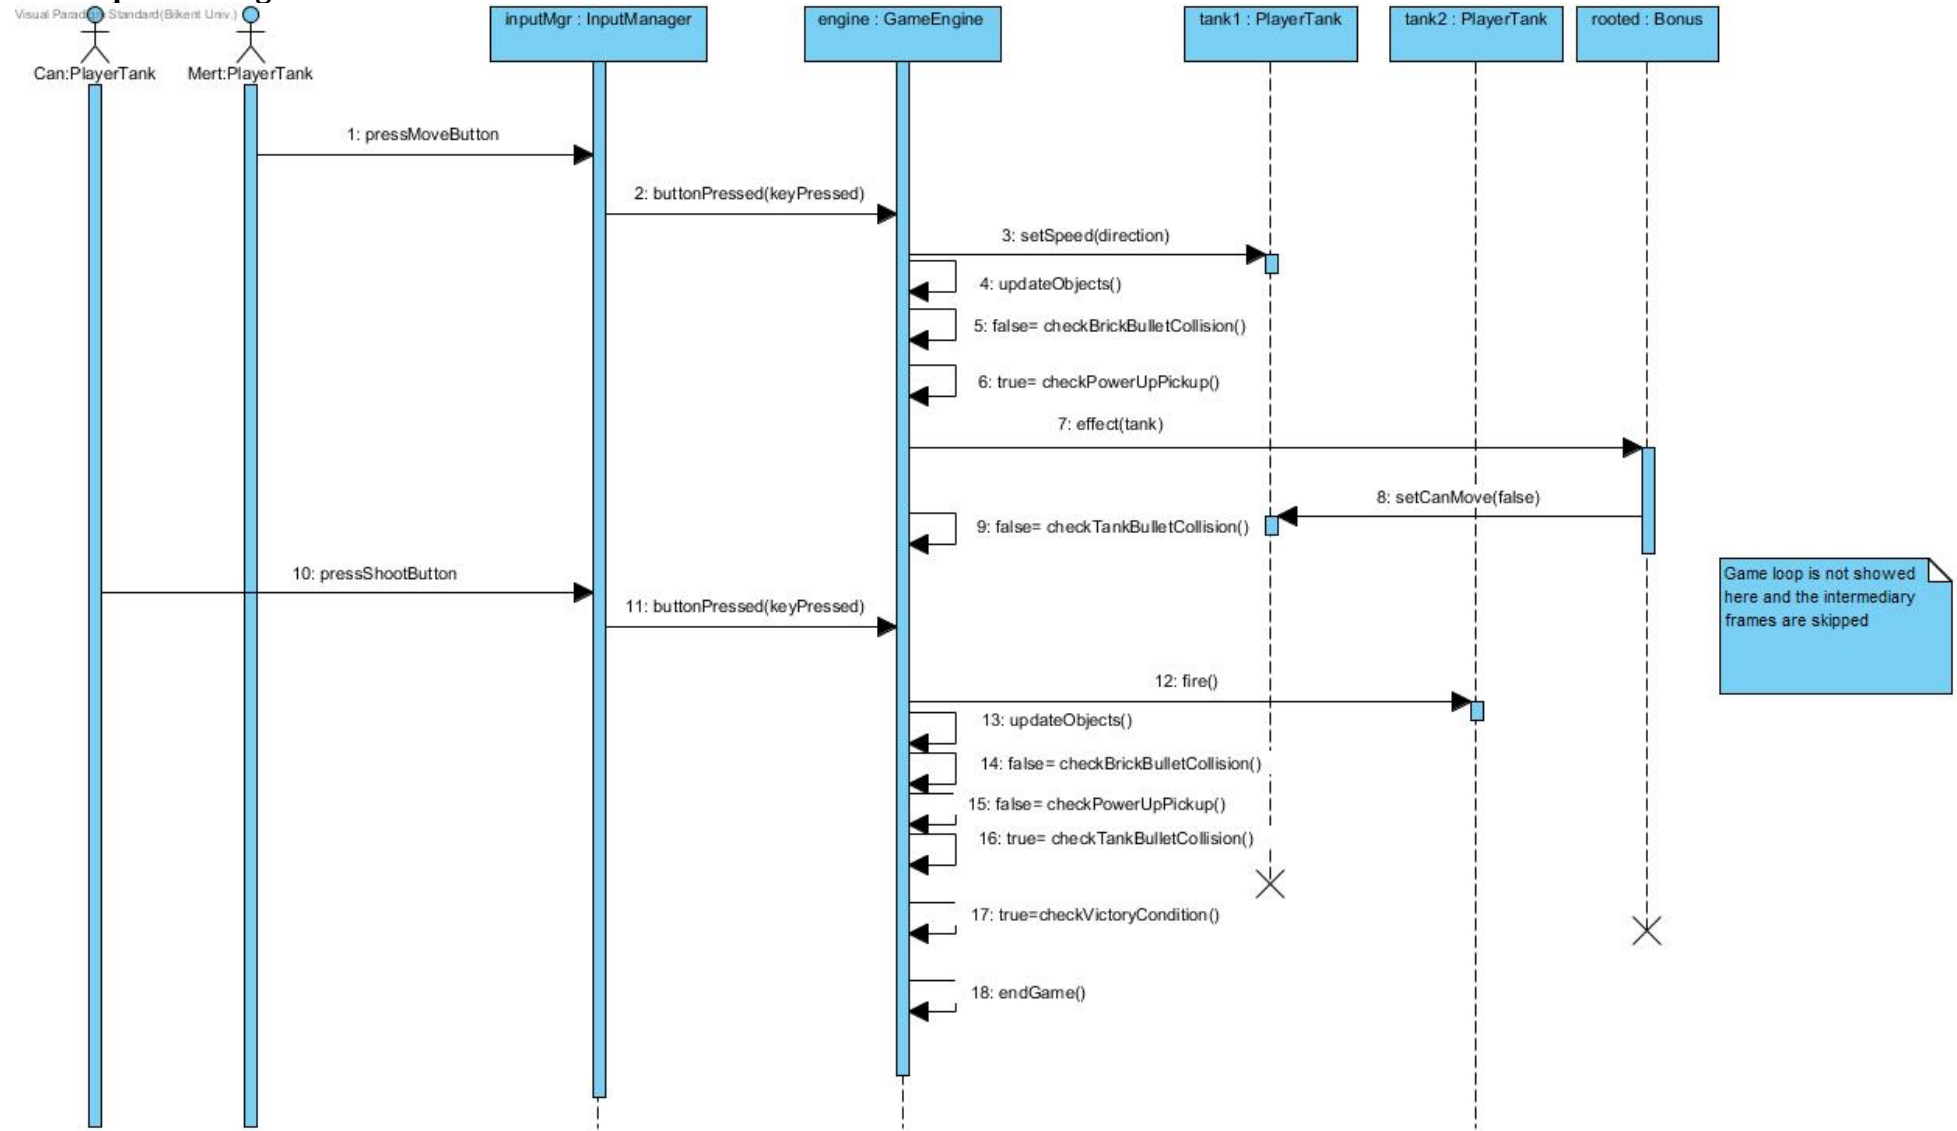 Visual Paradigm Standard(Bilkent Univ.)
Can:PlayerTank
Mert:PlayerTank
inputMgr : InputManager
engine : GameEngine
tank1 : PlayerTank
tank2 : PlayerTank
rooted : Bonus
1: pressMoveButton
2: buttonPressed(keyPressed)
3: setSpeed(direction)
4: updateObjects()
5: false= checkBrickBulletCollision()
6: true= checkPowerUpPickup()
7: effect(tank)
8: setCanMove(false)
9: false= checkTankBulletCollision()
10: pressShootButton
11: buttonPressed(keyPressed)
Game loop is not showed
here and the intermediary
frames are skipped
12: fire()
13: updateObjects()
14: false= checkBrickBulletCollision()
15: false= checkPowerUpPickup()
16: true= checkTankBulletCollision()
17: true=checkVictoryCondition()
18: endGame()